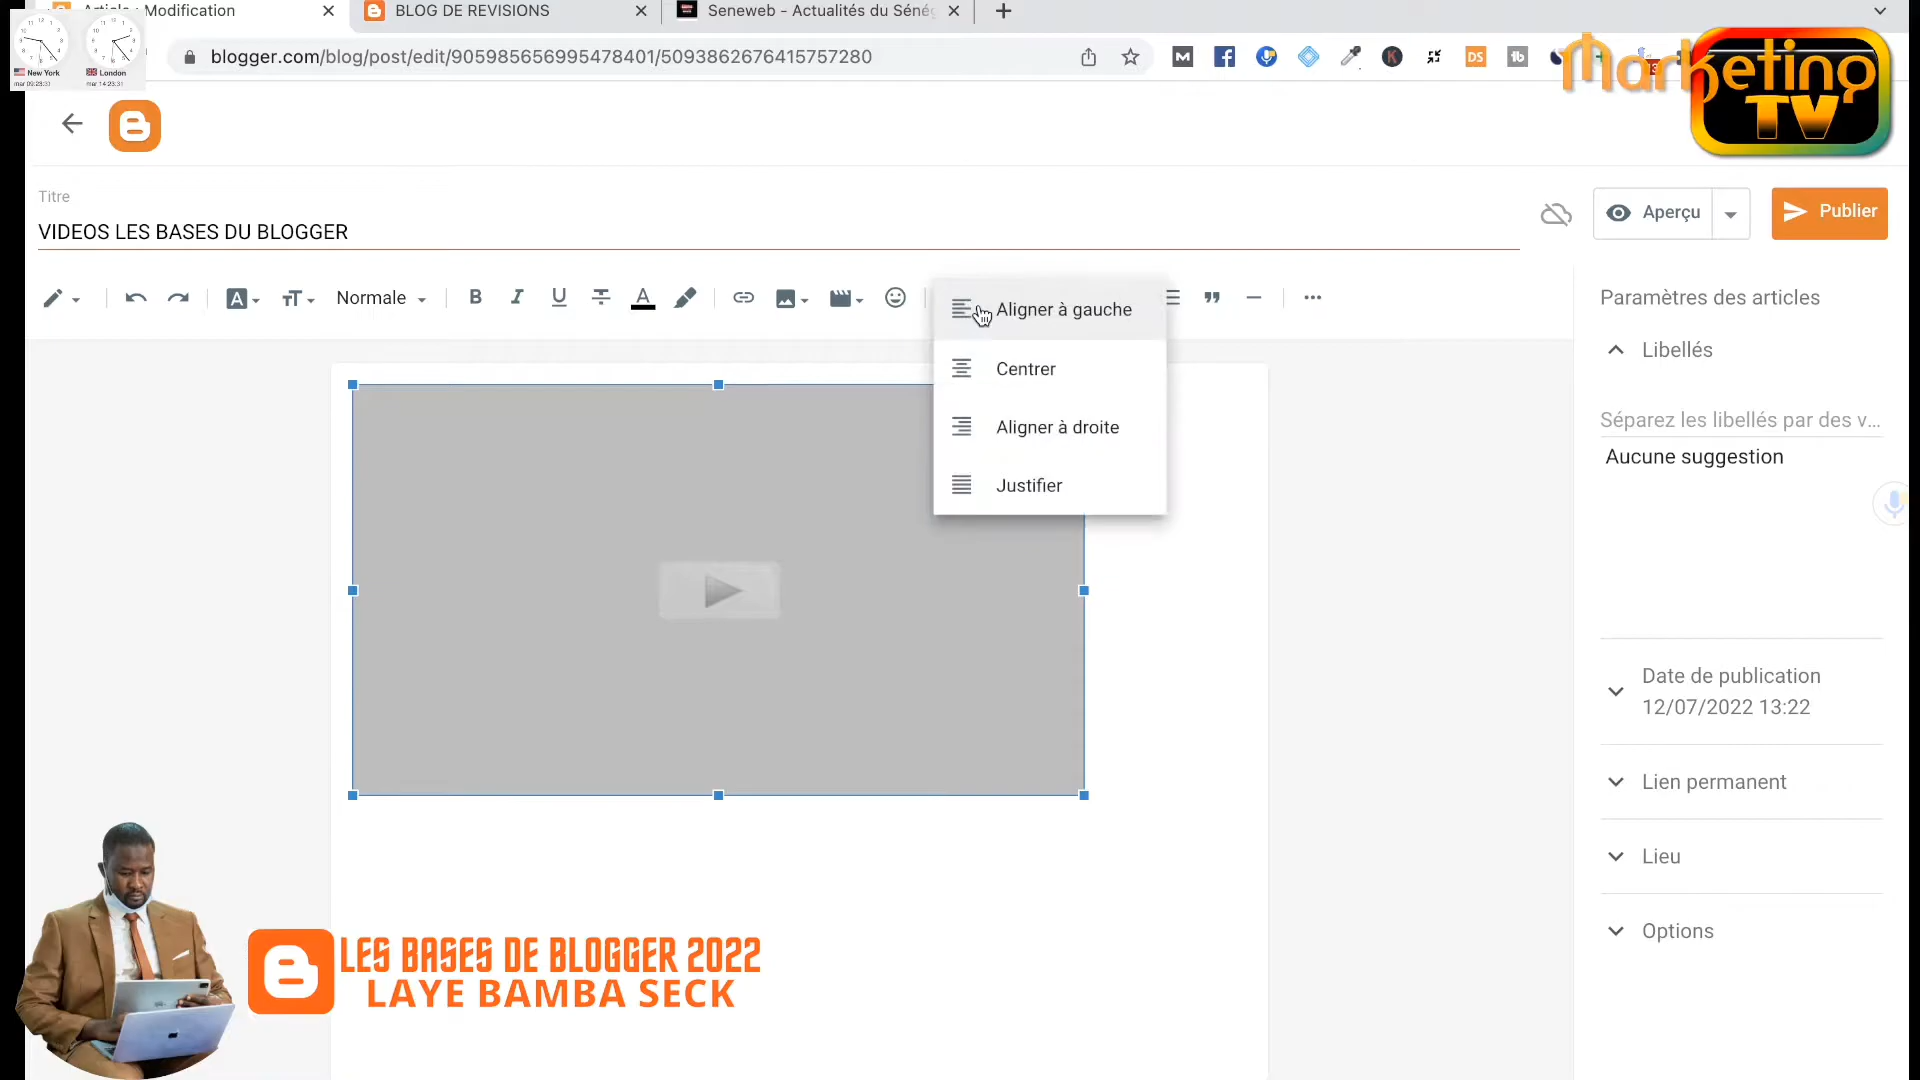 Article : Modification
BLOG DE REVISIONS
Seneweb - Actualités du Séné
New York
London
blogger.com/blog/post/edit/905985656995478401/5093862676415757280
Marketing
TV
Titre
VIDEOS LES BASES DU BLOGGER
Aperçu
Publier
Normale
Aligner à gauche
Centrer
Aligner à droite
Justifier
Paramètres des articles
Libellés
Séparez les libellés par des v...
Aucune suggestion
Date de publication
12/07/2022 13:22
Lien permanent
Lieu
Options
LES BASES DE BLOGGER 2022
LAYE BAMBA SECK